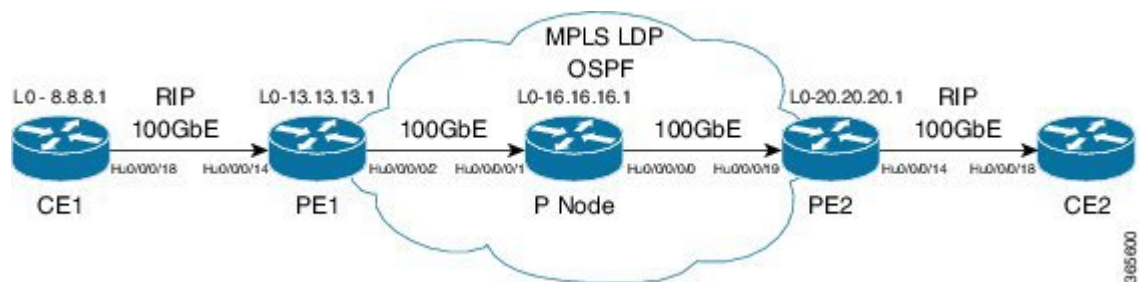 MPLS LDP
OSPF
L0 - 8.8.8.1
RIP
L0-13.13.13.1
L0-16.16.16.1
L0-20.20.20.1
RIP
100GbE
100GbE
100GbE
100GbE
Hu0/0/0/18
Hu0/0/0/14
Hu0/0/0/0/2
Hu0/0/0/0/1
Hu0/0/0/0/0
Hu0/0/0/19
Hu0/0/0/14
Hu0/0/0/18
CE1
PE1
P Node
PE2
CE2
365600